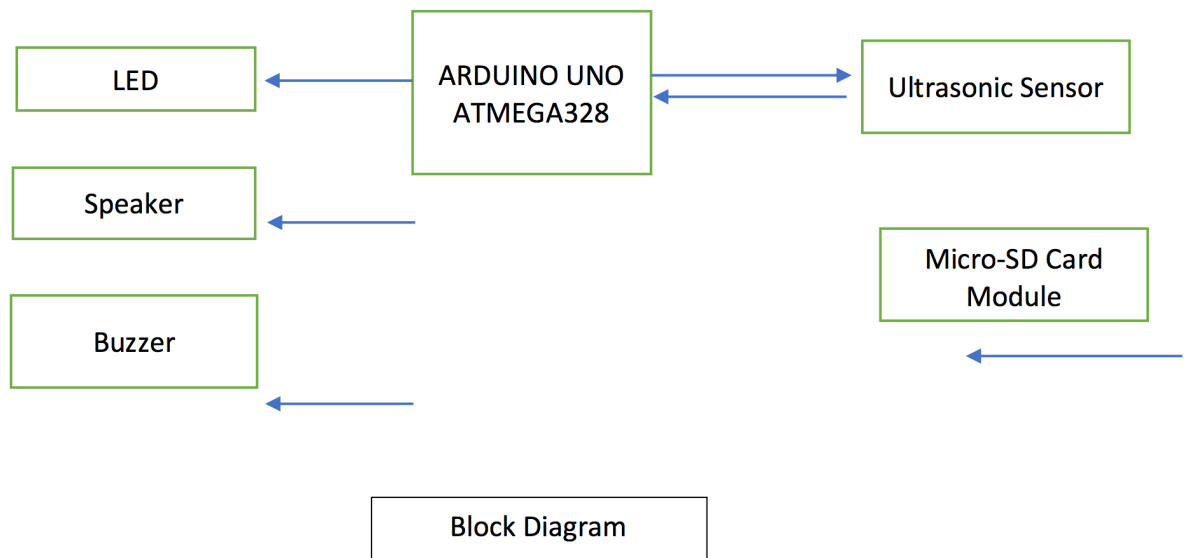 LED
ARDUINO UNO
ATMEGA328
Ultrasonic Sensor
Speaker
Micro-SD Card
Module
Buzzer
Block Diagram